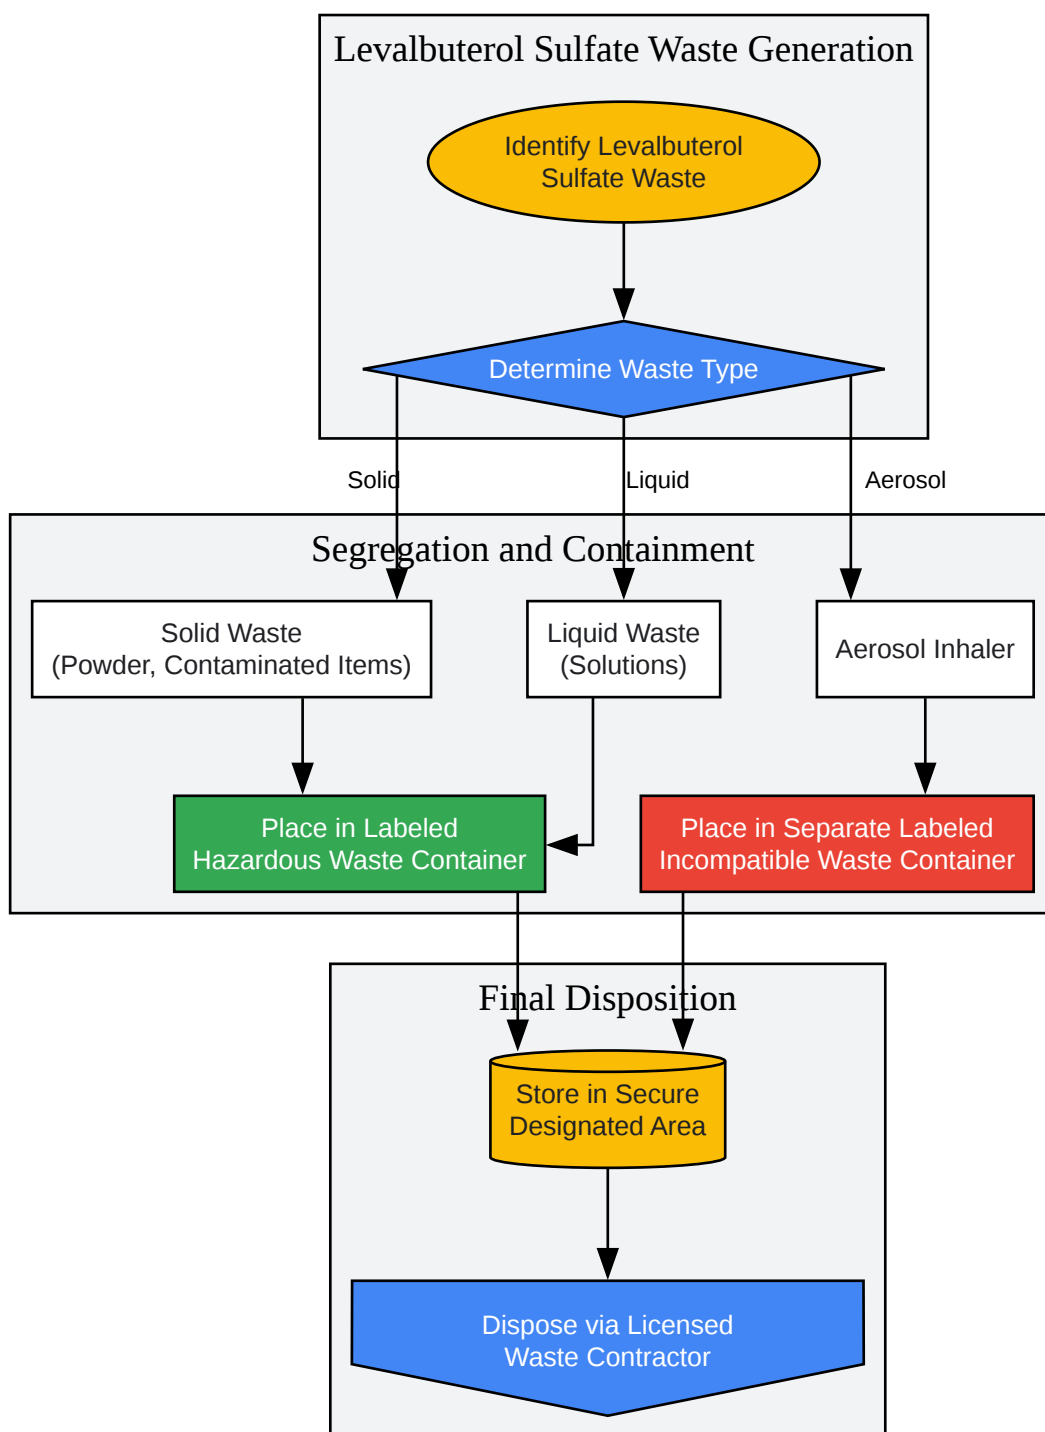 Levalbuterol Sulfate Waste Generation
Identify Levalbuterol
Sulfate Waste
Determine Waste Type
Solid
Liquid
Aerosol
Segregation and Containment
Solid Waste
(Powder, Contaminated Items)
Liquid Waste
(Solutions)
Aerosol Inhaler
Place in Labeled
Hazardous Waste Container
Place in Separate Labeled
Incompatible Waste Container
Final Disposition
Store in Secure
Designated Area
Dispose via Licensed
Waste Contractor